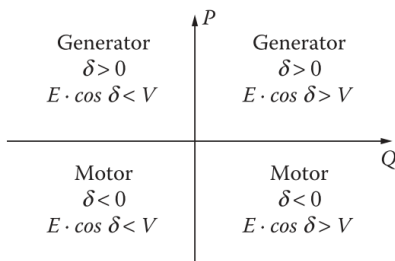 P
Generator
δ > 0
E · cos δ < V
Generator
δ > 0
E · cos δ > V
Q
Motor
δ < 0
E · cos δ < V
Motor
δ < 0
E · cos δ > V